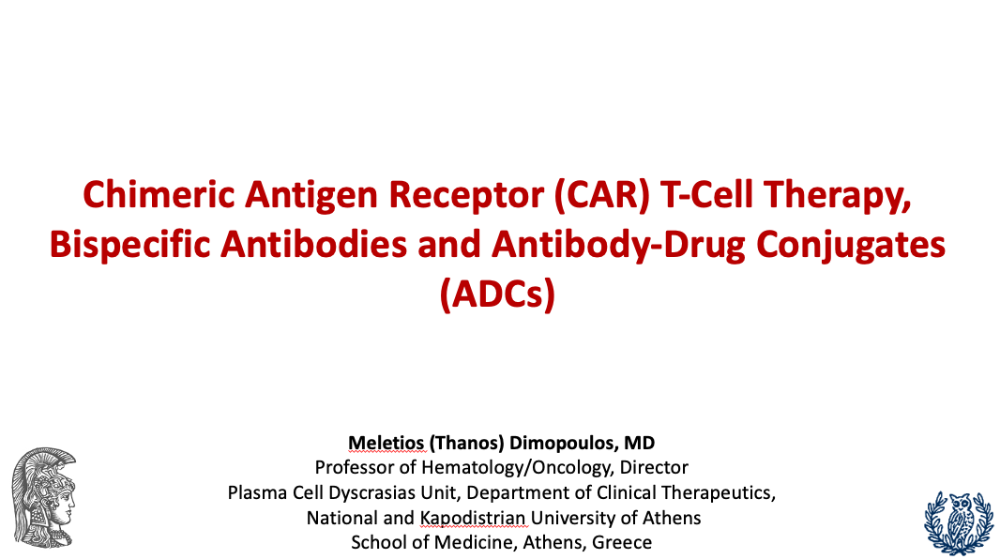 Chimeric Antigen Receptor (CAR) T-Cell Therapy,
Bispecific Antibodies and Antibody-Drug Conjugates
(ADCs)
Meletios (Thanos) Dimopoulos, MD
Professor of Hematology/Oncology, Director
Plasma Cell Dyscrasias Unit, Department of Clinical Therapeutics,
National and Kapodistrian University of Athens
School of Medicine, Athens, Greece